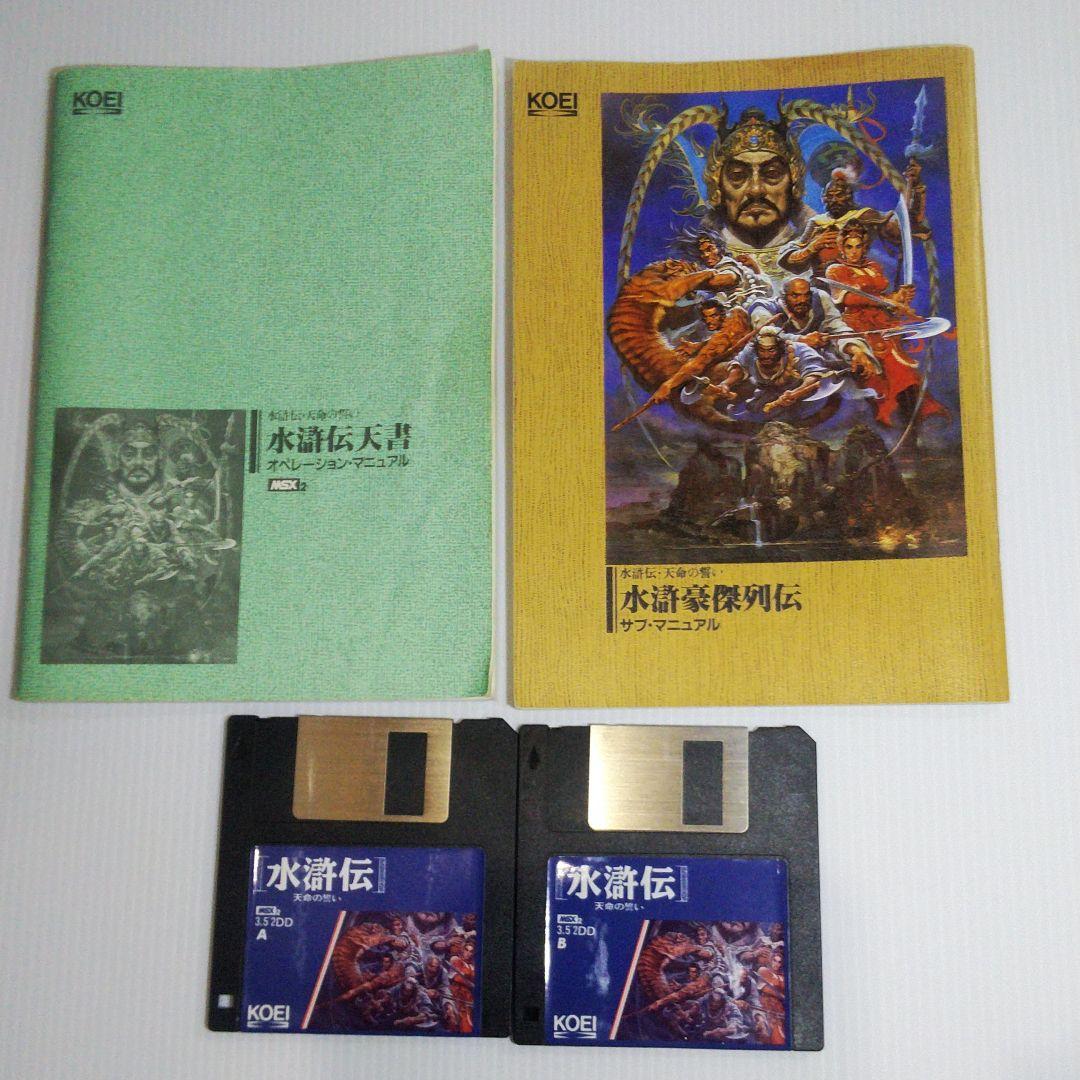 KOEI
水滸伝・天命の誓い
水滸伝天書
オペレーション・マニュアル
MSX2
KOEI
水滸伝・天命の誓い
水滸豪傑列伝
サブ・マニュアル
水滸伝
天命の誓い
MSX2
3.5"2DD
A
KOEI
水滸伝
天命の誓い
MSX2
3.5"2DD
B
KOEI